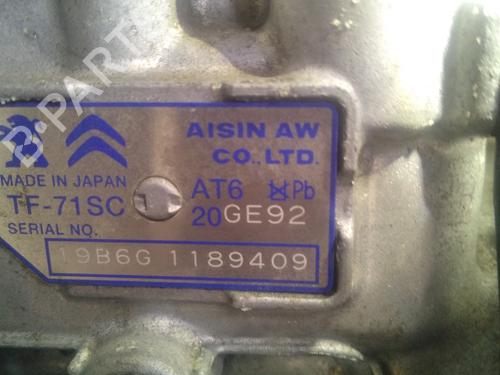 B-PARTS
AISIN AW
CO.,LTD.
MADE IN JAPAN
TF-71SC
AT6 Pb
20GE92
SERIAL NO.
19B6G 1189409